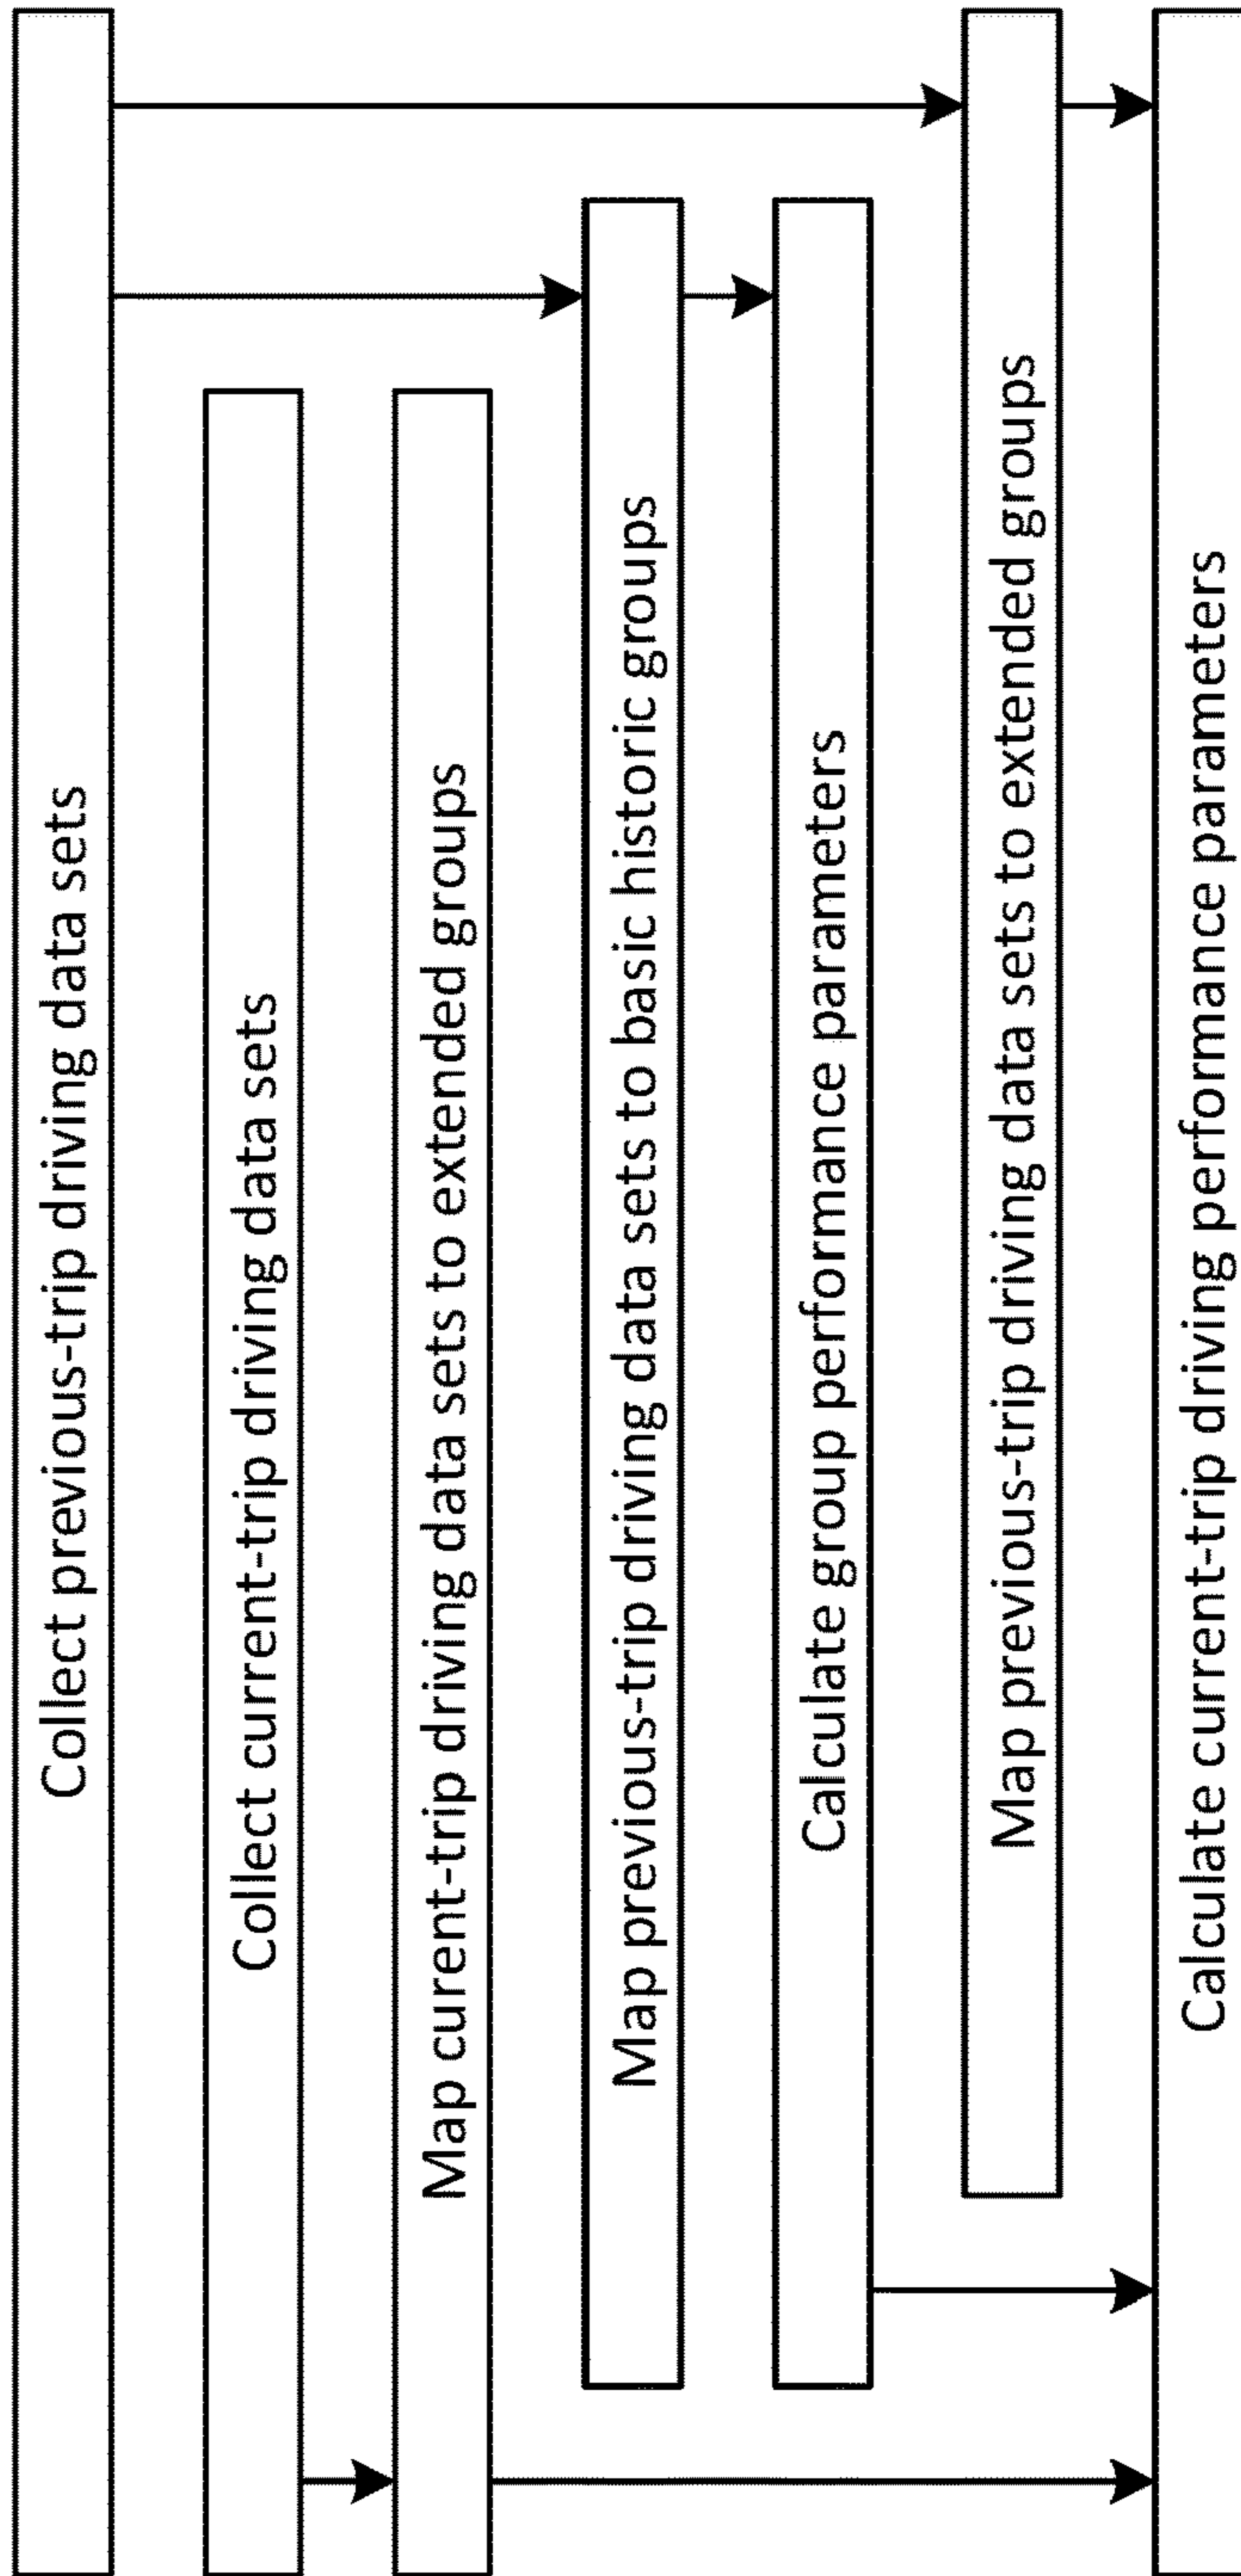 Collect previous-trip driving data sets
Collect current-trip driving data sets
Map curent-trip driving data sets to extended groups
Map previous-trip driving data sets to basic historic groups
Calculate group performance parameters
Map previous-trip driving data sets to extended groups
Calculate current-trip driving performance parameters